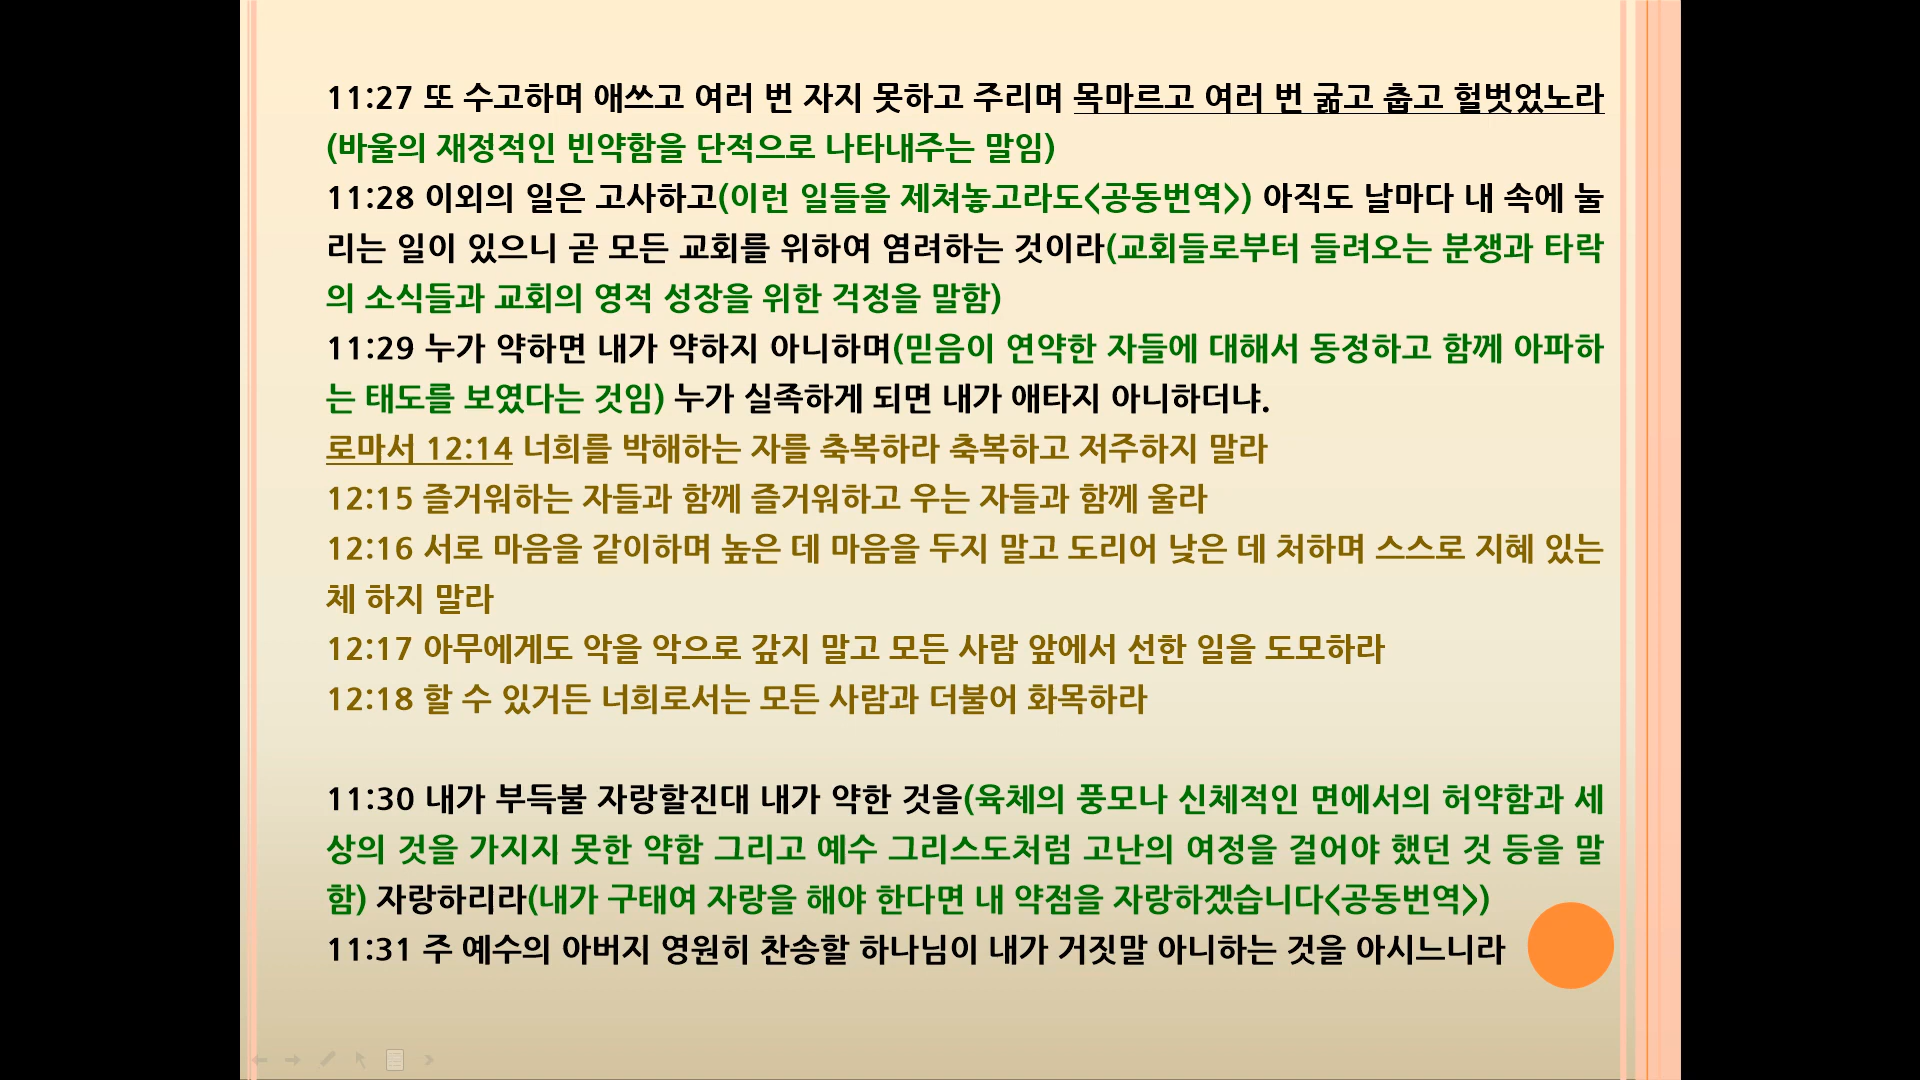 11:27 또 수고하며 애쓰고 여러 번 자지 못하고 주리며 목마르고 여러 번 굶고 춥고 헐벗었노라
(바울의 재정적인 빈약함을 단적으로 나타내주는 말임)
11:28 이외의 일은 고사하고(이런 일들을 제쳐놓고라도<공동번역>) 아직도 날마다 내 속에 눌
리는 일이 있으니 곧 모든 교회를 위하여 염려하는 것이라(교회들로부터 들려오는 분쟁과 타락
의 소식들과 교회의 영적 성장을 위한 걱정을 말함)
11:29 누가 약하면 내가 약하지 아니하며(믿음이 연약한 자들에 대해서 동정하고 함께 아파하
는 태도를 보였다는 것임) 누가 실족하게 되면 내가 애타지 아니하더냐.
로마서 12:14 너희를 박해하는 자를 축복하라 축복하고 저주하지 말라
12:15 즐거워하는 자들과 함께 즐거워하고 우는 자들과 함께 울라
12:16 서로 마음을 같이하며 높은 데 마음을 두지 말고 도리어 낮은 데 처하며 스스로 지혜 있는
체 하지 말라
12:17 아무에게도 악을 악으로 갚지 말고 모든 사람 앞에서 선한 일을 도모하라
12:18 할 수 있거든 너희로서는 모든 사람과 더불어 화목하라
11:30 내가 부득불 자랑할진대 내가 약한 것을(육체의 풍모나 신체적인 면에서의 허약함과 세
상의 것을 가지지 못한 약함 그리고 예수 그리스도처럼 고난의 여정을 걸어야 했던 것 등을 말
함) 자랑하리라(내가 구태여 자랑을 해야 한다면 내 약점을 자랑하겠습니다<공동번역>)
11:31 주 예수의 아버지 영원히 찬송할 하나님이 내가 거짓말 아니하는 것을 아시느니라